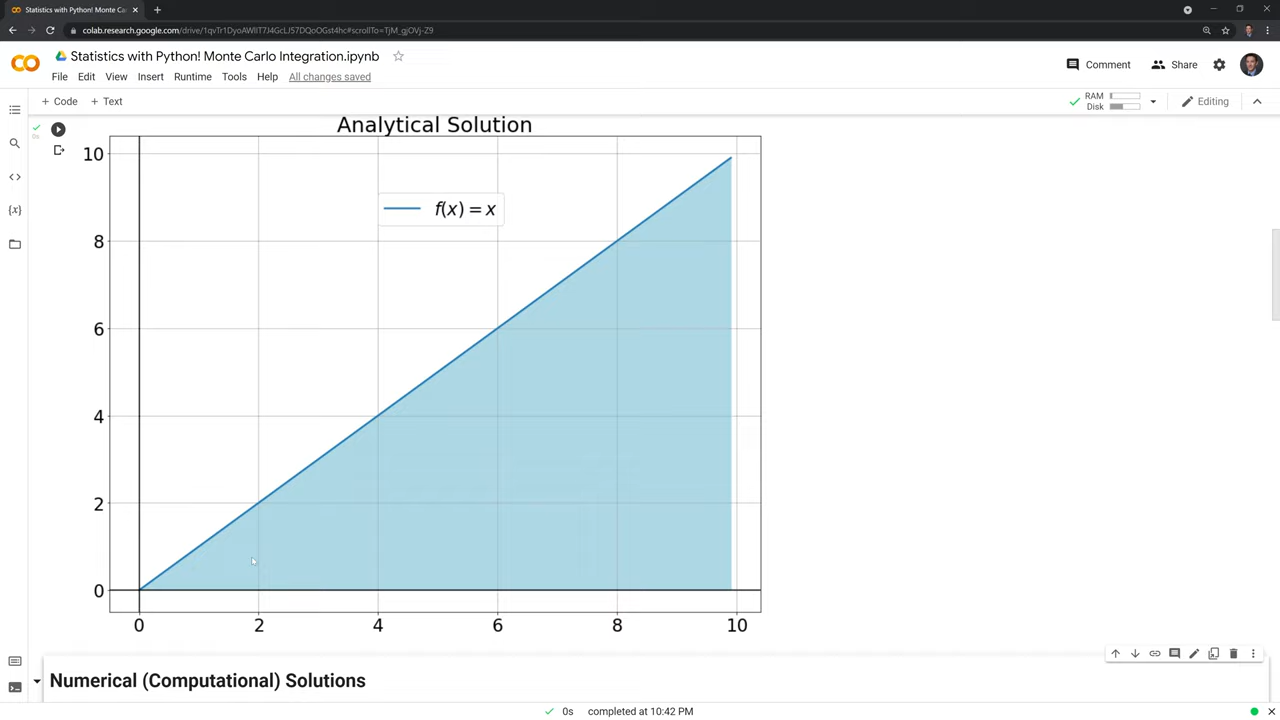 Statistics with Python! Monte Car
colab.research.google.com/drive/1qvTr1DyoAWIIT7J4GcLJ57DQoOGst4hc#scrollTo=TjM_gjOVj-Z9
Statistics with Python! Monte Carlo Integration.ipynb
File Edit View Insert Runtime Tools Help All changes saved
Comment Share
+ Code + Text
RAM
Disk
Editing
0s
Analytical Solution
f(x) = x
10
8
6
4
2
0
0 2 4 6 8 10
Numerical (Computational) Solutions
0s completed at 10:42 PM